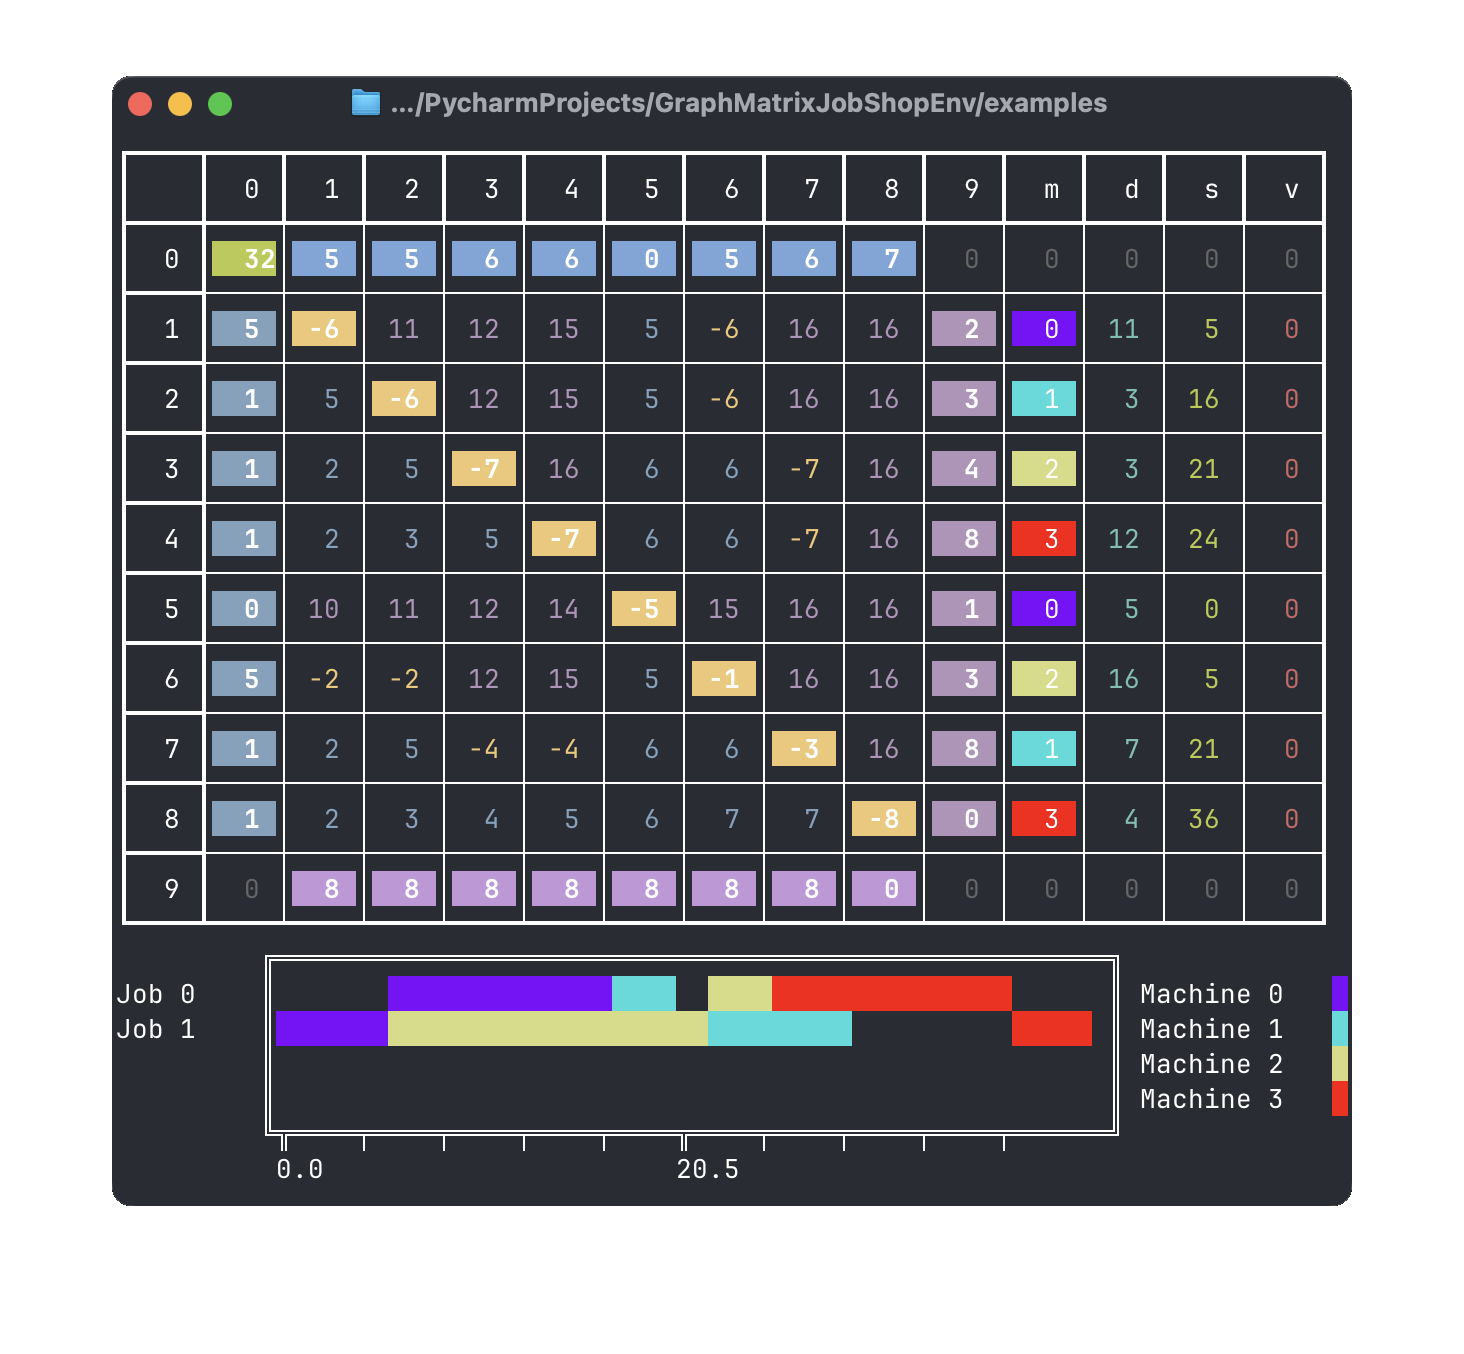 .../PycharmProjects/GraphMatrixJobShopEnv/examples
0 1 2 3 4 5 6 7 8 9 m d s v
0 32 5 5 6 6 0 5 6 7 0 0 0 0 0
1 5 -6 11 12 15 5 -6 16 16 2 0 11 5 0
2 1 5 -6 12 15 5 -6 16 16 3 1 3 16 0
3 1 2 5 -7 16 6 6 -7 16 4 2 3 21 0
4 1 2 3 5 -7 6 6 -7 16 8 3 12 24 0
5 0 10 11 12 14 -5 15 16 16 1 0 5 0 0
6 5 -2 -2 12 15 5 -1 16 16 3 2 16 5 0
7 1 2 5 -4 -4 6 6 -3 16 8 1 7 21 0
8 1 2 3 4 5 6 7 7 -8 0 3 4 36 0
9 0 8 8 8 8 8 8 8 0 0 0 0 0 0
Job 0 Machine 0
Job 1 Machine 1
Machine 2
Machine 3
0.0 20.5